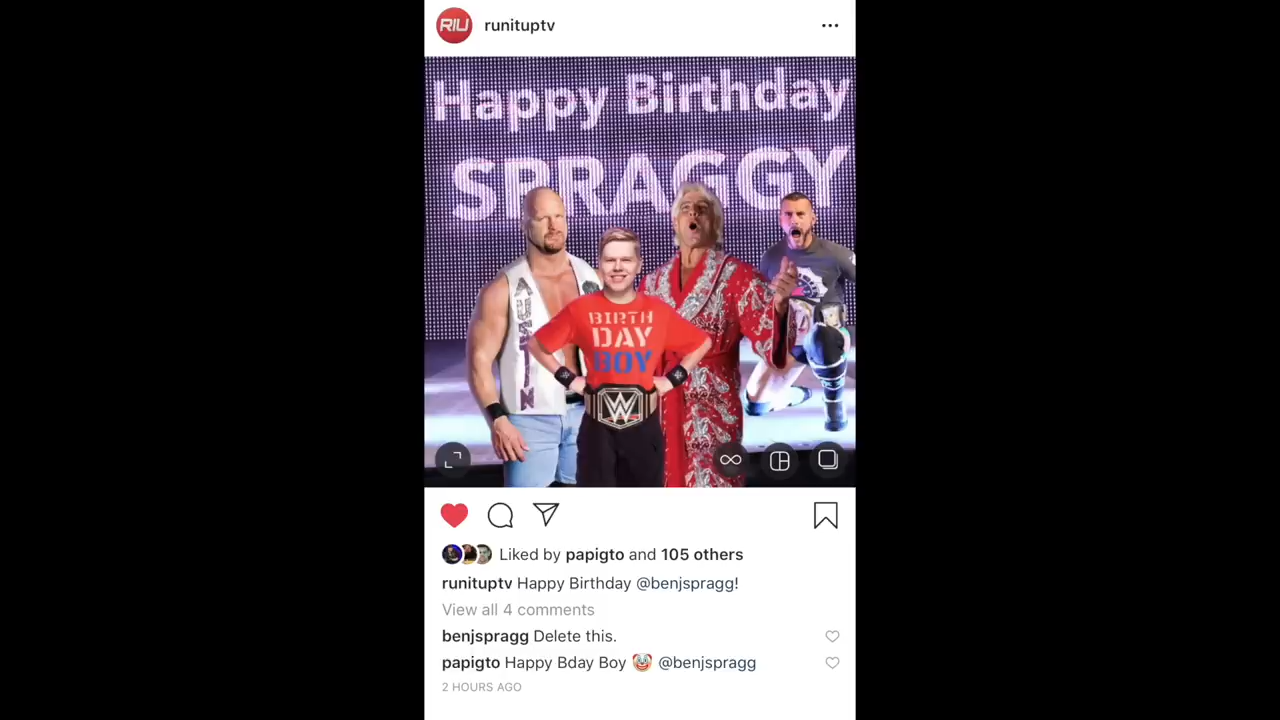 RIU runituptv
Happy Birthday
SPRAGGY
AUSTIN
BIRTH
DAY
BOY
W
Liked by papigto and 105 others
runituptv Happy Birthday @benjspragg!
View all 4 comments
benjspragg Delete this.
papigto Happy Bday Boy 🤡 @benjspragg
2 HOURS AGO